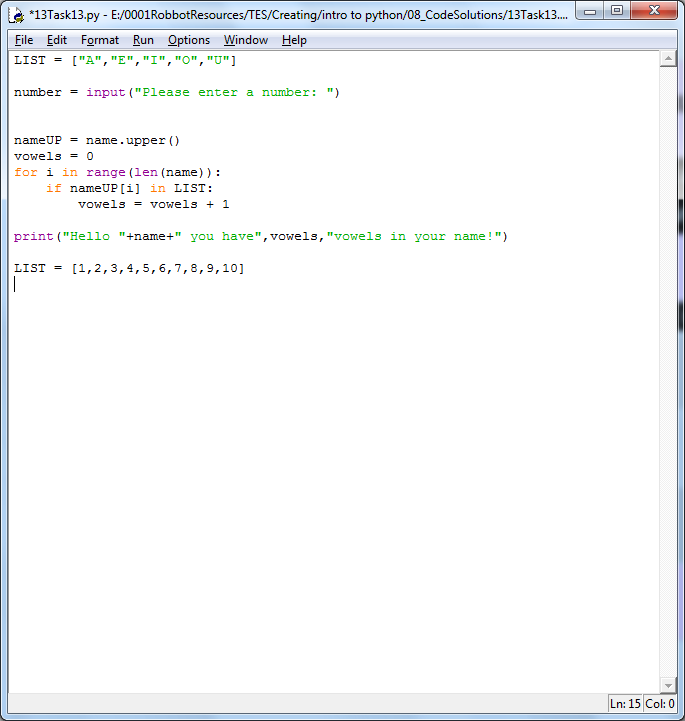 *13Task13.py - E:/0001RobbotResources/TES/Creating/intro to python/08_CodeSolutions/13Task13....
File Edit Format Run Options Window Help
LIST = ["A","E","I","O","U"]
number = input("Please enter a number: ")
nameUP = name.upper()
vowels = 0
for i in range(len(name)):
    if nameUP[i] in LIST:
        vowels = vowels + 1
print("Hello "+name+" you have",vowels,"vowels in your name!")
LIST = [1,2,3,4,5,6,7,8,9,10]
Ln: 15 Col: 0